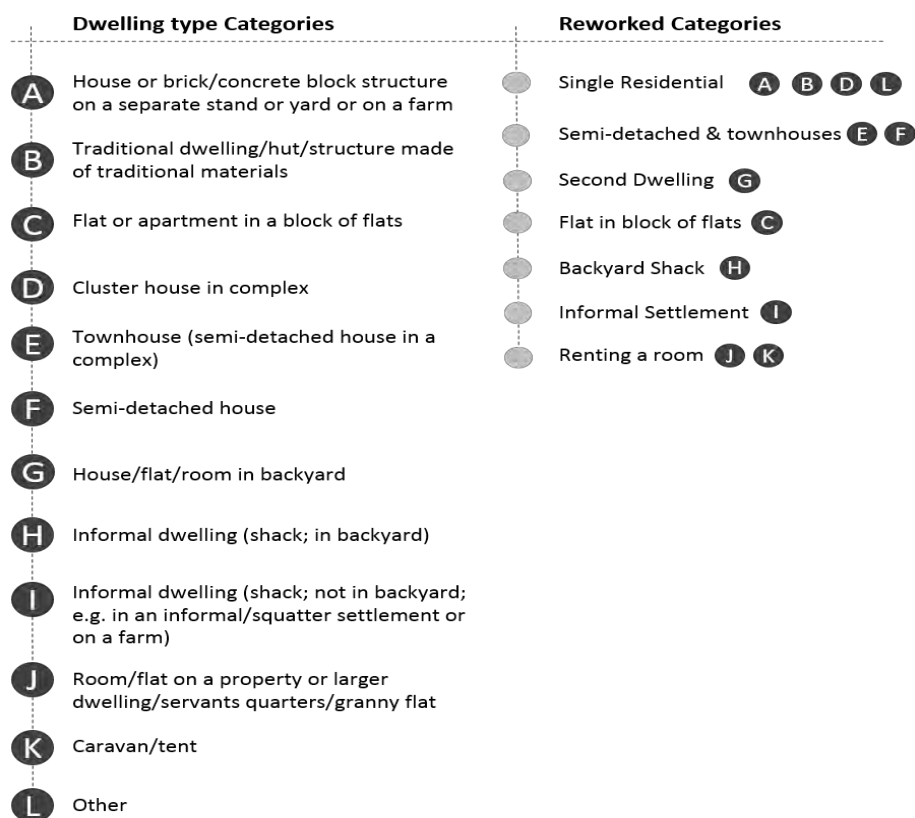 Dwelling type Categories
A
House or brick/concrete block structure
on a separate stand or yard or on a farm
B
Traditional dwelling/hut/structure made
of traditional materials
C
Flat or apartment in a block of flats
D
Cluster house in complex
E
Townhouse (semi-detached house in a
complex)
F
Semi-detached house
G
House/flat/room in backyard
H
Informal dwelling (shack; in backyard)
I
Informal dwelling (shack; not in backyard;
e.g. in an informal/squatter settlement or
on a farm)
J
Room/flat on a property or larger
dwelling/servants quarters/granny flat
K
Caravan/tent
L
Other
Reworked Categories
Single Residential A B D L
Semi-detached & townhouses E F
Second Dwelling G
Flat in block of flats C
Backyard Shack H
Informal Settlement I
Renting a room J K